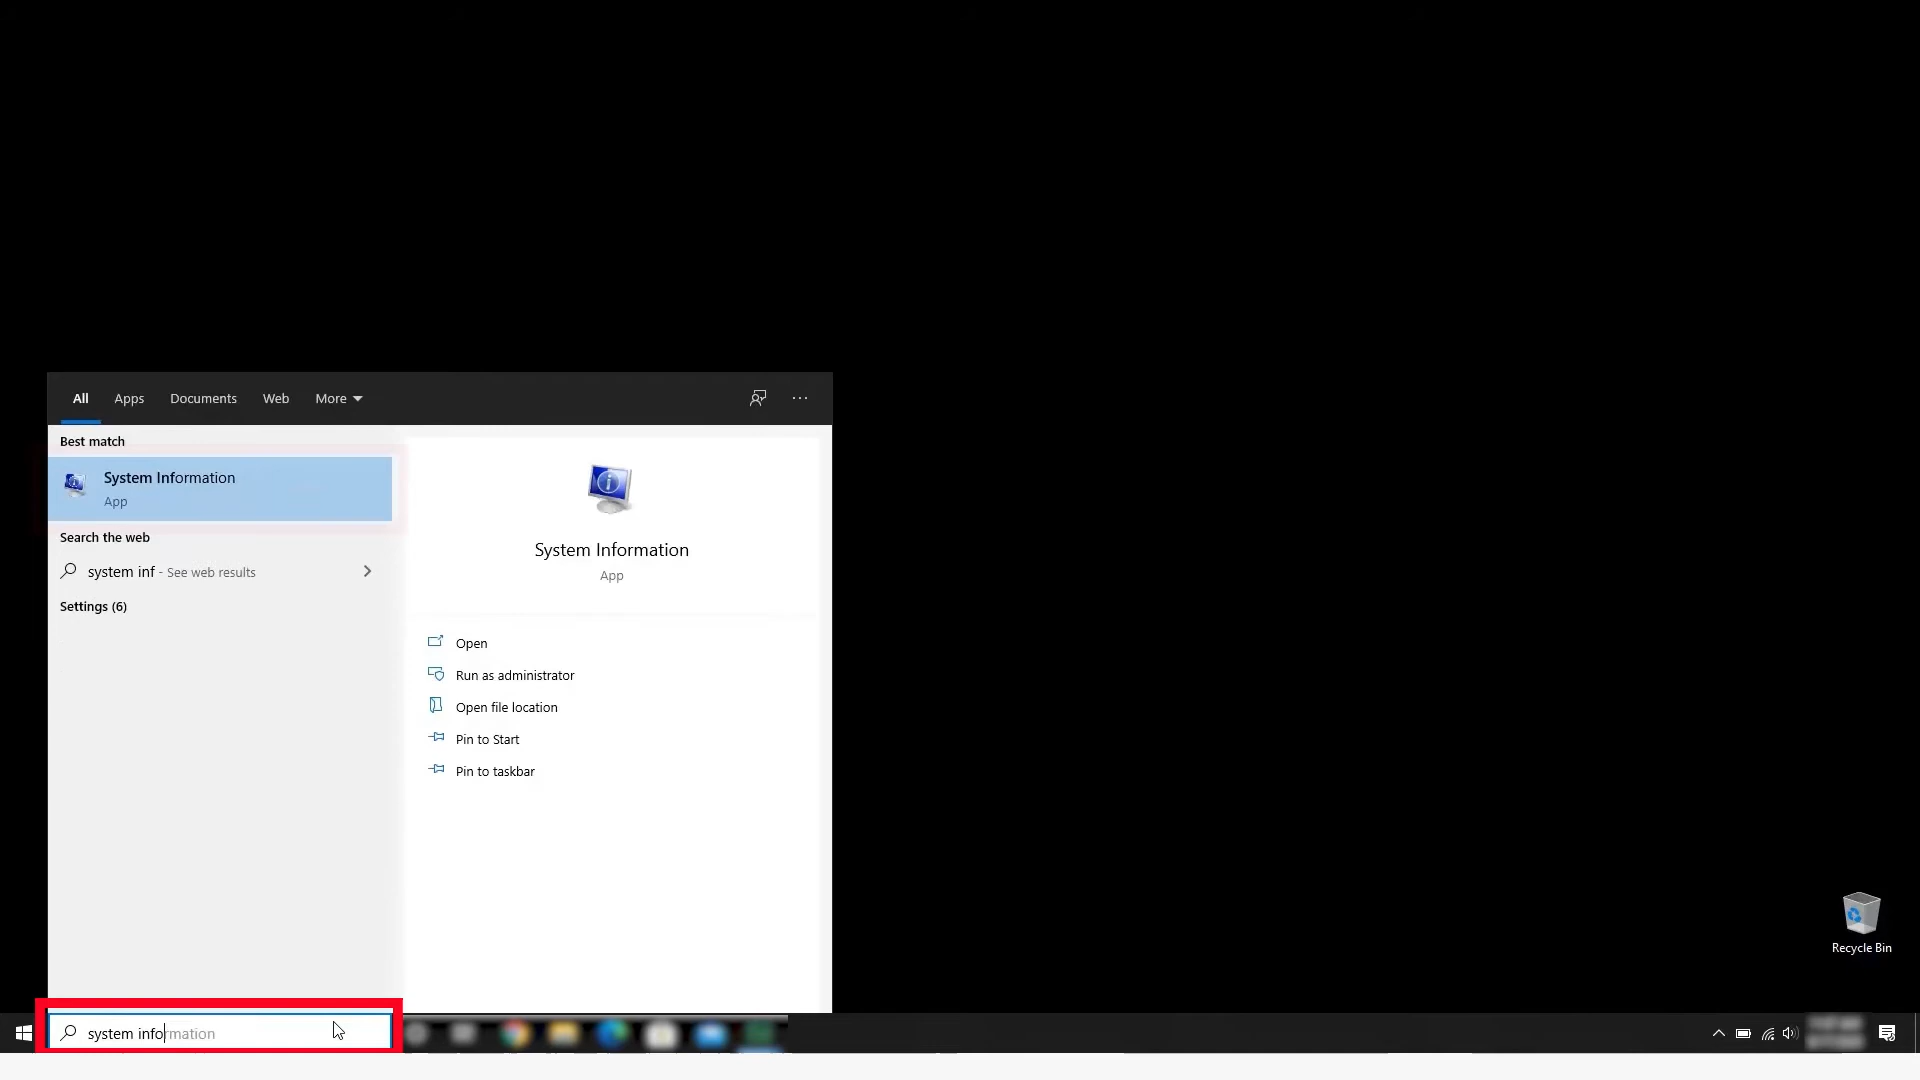 All Apps Documents Web More
Best match
System Information
App
Search the web
system inf - See web results
Settings (6)
System Information
App
Open
Run as administrator
Open file location
Pin to Start
Pin to taskbar
Recycle Bin
system information